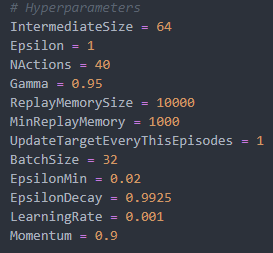 # Hyperparameters
IntermediateSize = 64
Epsilon = 1
NActions = 40
Gamma = 0.95
ReplayMemorySize = 10000
MinReplayMemory = 1000
UpdateTargetEveryThisEpisodes = 1
BatchSize = 32
EpsilonMin = 0.02
EpsilonDecay = 0.9925
LearningRate = 0.001
Momentum = 0.9